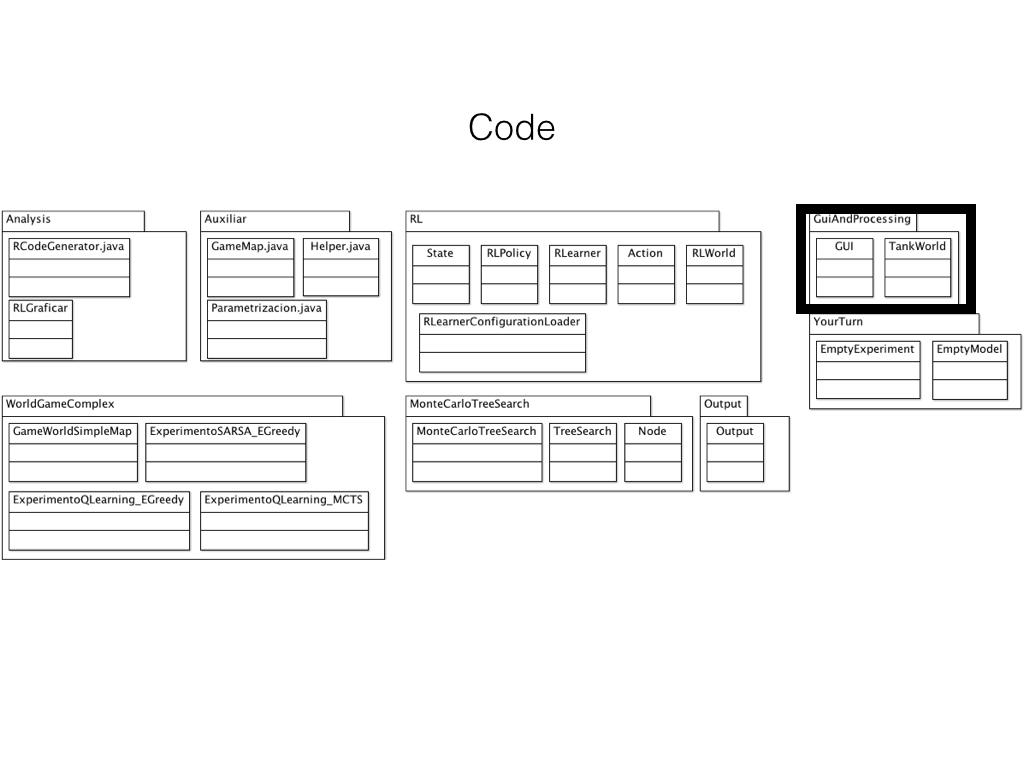 Code
Analysis
RCodeGenerator.java
RLGraficar
Auxiliar
GameMap.java
Helper.java
Parametrizacion.java
RL
State
RLPolicy
RLearner
Action
RLWorld
RLearnerConfigurationLoader
GuiAndProcessing
GUI
TankWorld
YourTurn
EmptyExperiment
EmptyModel
WorldGameComplex
GameWorldSimpleMap
ExperimentoSARSA_EGreedy
ExperimentoQLearning_EGreedy
ExperimentoQLearning_MCTS
MonteCarloTreeSearch
MonteCarloTreeSearch
TreeSearch
Node
Output
Output